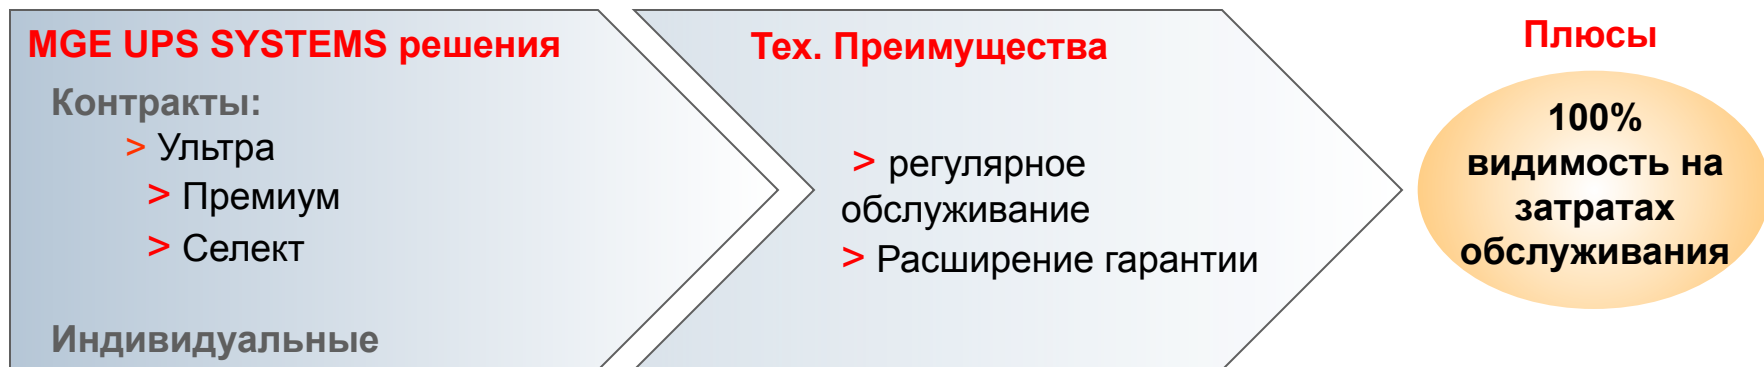 MGE UPS SYSTEMS решения
Контракты:
> Ультра
> Премиум
> Селект
Индивидуальные
Тех. Преимущества
> регулярное
обслуживание
> Расширение гарантии
Плюсы
100%
видимость на
затратах
обслуживания